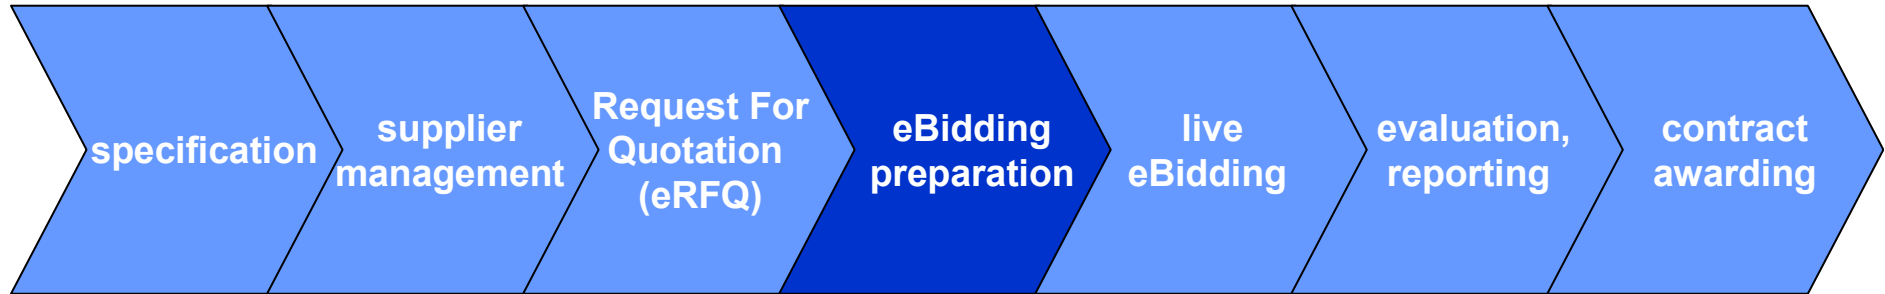 specification
supplier
management
Request For
Quotation
(eRFQ)
eBidding
preparation
live
eBidding
evaluation,
reporting
contract
awarding